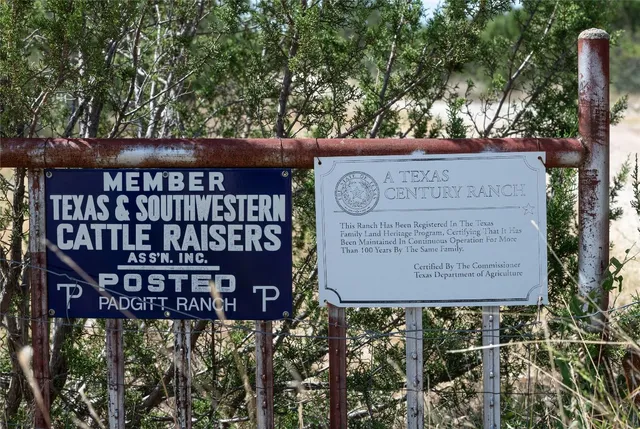 MEMBER
TEXAS & SOUTHWESTERN
CATTLE RAISERS
ASS'N. INC.
POSTED
TP PADGITT RANCH TP
A TEXAS
CENTURY RANCH
This Ranch Has Been Registered In The Texas
Family Land Heritage Program, Certifying That It Has
Been Maintained In Continuous Operation For More
Than 100 Years By The Same Family.
Certified By The Commissioner
Texas Department of Agriculture